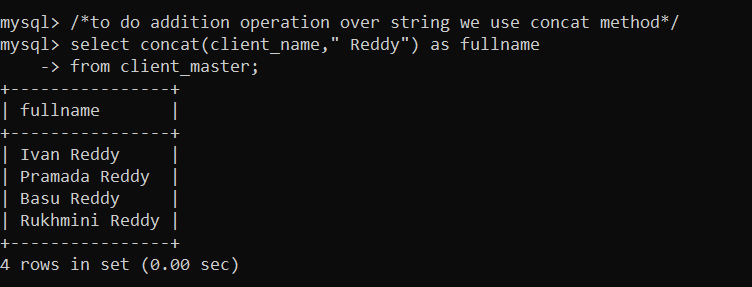 mysql> /*to do addition operation over string we use concat method*/
mysql> select concat(client_name," Reddy") as fullname
    -> from client_master;
+----------------+
| fullname       |
+----------------+
| Ivan Reddy     |
| Pramada Reddy  |
| Basu Reddy     |
| Rukhmini Reddy |
+----------------+
4 rows in set (0.00 sec)